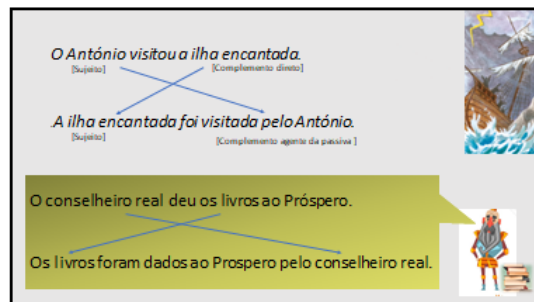 O António visitou a ilha encantada.
[Sujeito] [Complemento direto]
.A ilha encantada foi visitada pelo António.
[Sujeito] [Complemento agente da passiva ]
O conselheiro real deu os livros ao Próspero.
Os livros foram dados ao Prospero pelo conselheiro real.